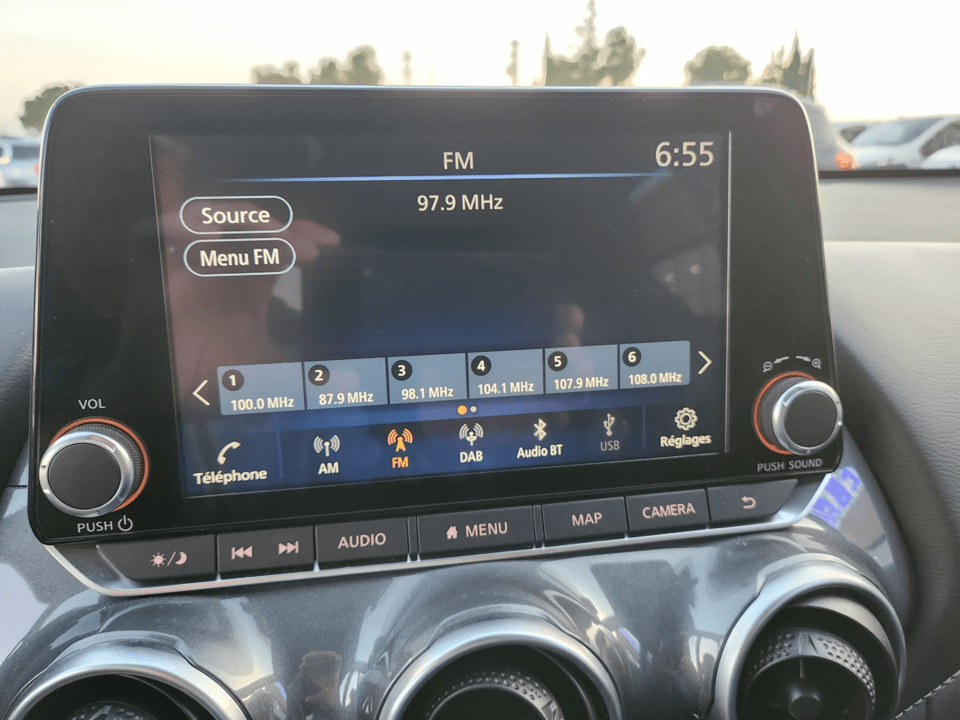 FM
6:55
97.9 MHz
Source
Menu FM
1 2 3 4 5 6
100.0 MHz 87.9 MHz 98.1 MHz 104.1 MHz 107.9 MHz 108.0 MHz
Téléphone AM FM DAB Audio BT USB Réglages
VOL
PUSH
PUSH SOUND
AUDIO MENU MAP CAMERA